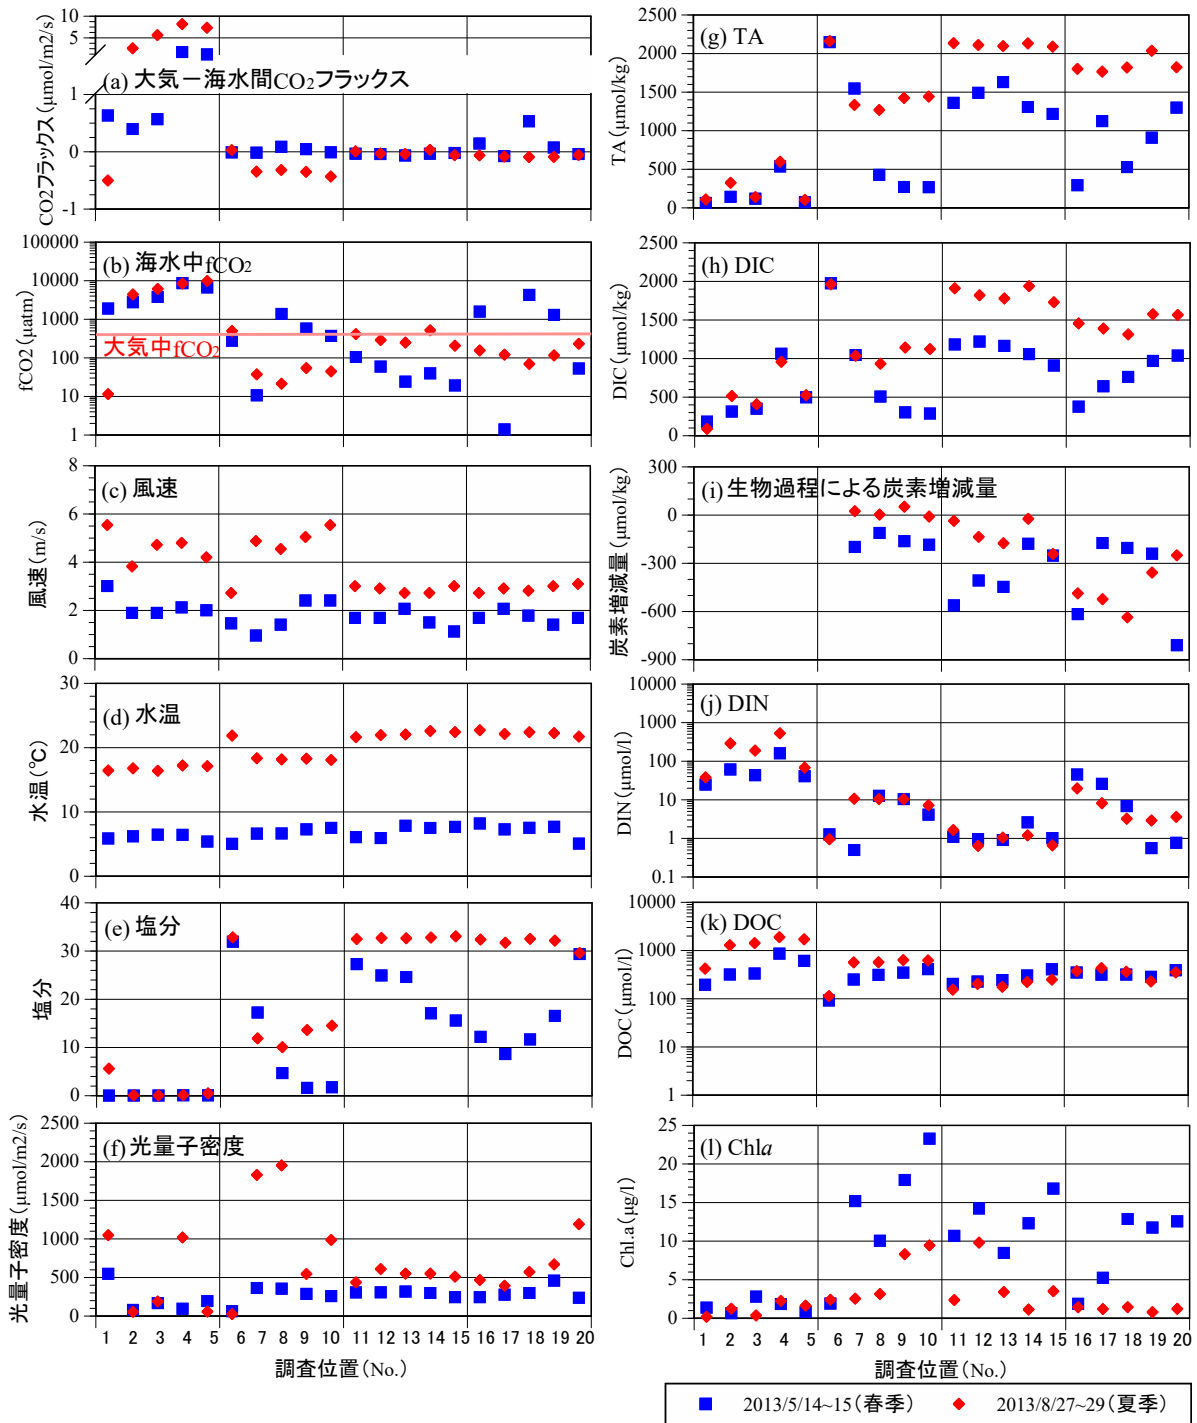 (a) 大気－海水間CO2フラックス
CO2フラックス(μmol/m2/s)
10
5
1
0
-1
(b) 海水中fCO2
大気中fCO2
fCO2 (μatm)
100000
10000
1000
100
10
1
(c) 風速
風速(m/s)
8
6
4
2
0
(d) 水温
水温(℃)
30
20
10
0
(e) 塩分
塩分
40
30
20
10
0
(f) 光量子密度
光量子密度(μmol/m2/s)
2500
2000
1500
1000
500
0
1 2 3 4 5 6 7 8 9 10 11 12 13 14 15 16 17 18 19 20
調査位置(No.)
(g) TA
TA(μmol/kg)
2500
2000
1500
1000
500
0
(h) DIC
DIC(μmol/kg)
2500
2000
1500
1000
500
0
(i) 生物過程による炭素増減量
炭素増減量(μmol/kg)
300
0
-300
-600
-900
(j) DIN
DIN(μmol/l)
10000
1000
100
10
1
0.1
(k) DOC
DOC(μmol/l)
10000
1000
100
10
1
(l) Chla
Chl.a(μg/l)
25
20
15
10
5
0
1 2 3 4 5 6 7 8 9 10 11 12 13 14 15 16 17 18 19 20
調査位置(No.)
2013/5/14~15(春季) 2013/8/27~29(夏季)